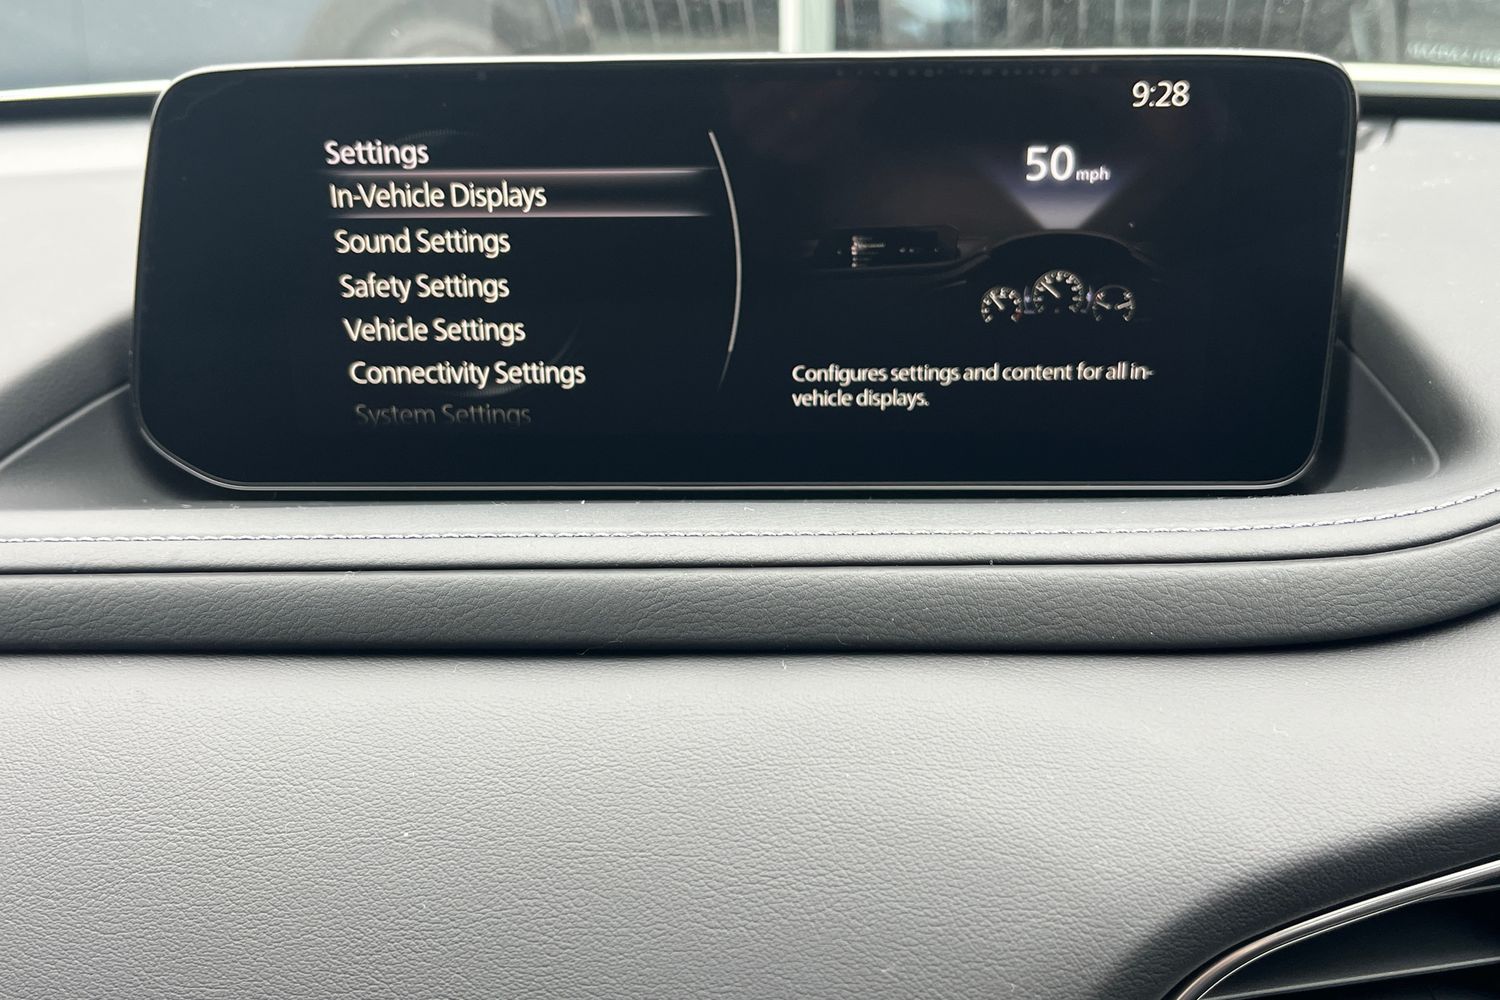 9:28
Settings
In-Vehicle Displays
Sound Settings
Safety Settings
Vehicle Settings
Connectivity Settings
System Settings
50 mph
Configures settings and content for all in-
vehicle displays.